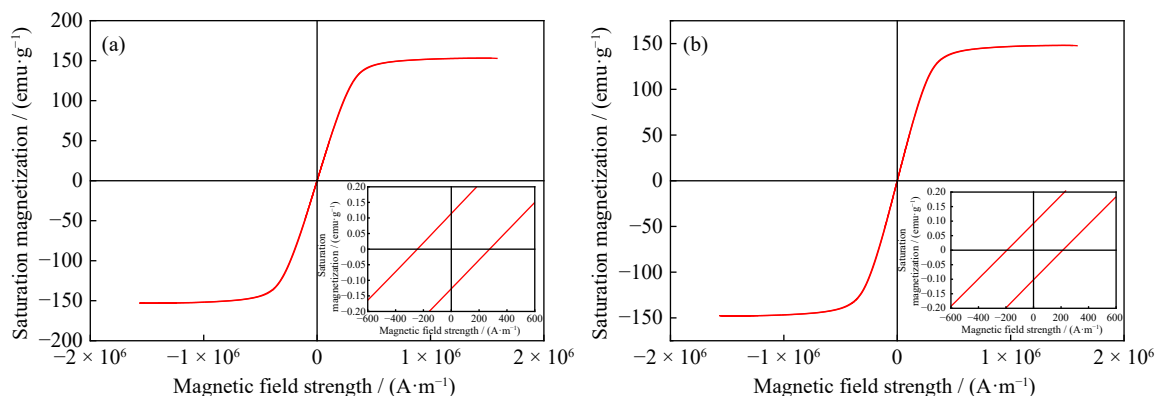 (a)
Saturation magnetization / (emu·g⁻¹)
200
150
100
50
0
−50
−100
−150
−200
−2 × 10⁶
−1 × 10⁶
0
1 × 10⁶
2 × 10⁶
Magnetic field strength / (A·m⁻¹)
Saturation
magnetization / (emu·g⁻¹)
0.20
0.15
0.10
0.05
0
−0.05
−0.10
−0.15
−0.20
−600
−400
−200
0
200
400
600
Magnetic field strength / (A·m⁻¹)
(b)
Saturation magnetization / (emu·g⁻¹)
150
100
50
0
−50
−100
−150
−2 × 10⁶
−1 × 10⁶
0
1 × 10⁶
2 × 10⁶
Magnetic field strength / (A·m⁻¹)
Saturation
magnetization / (emu·g⁻¹)
0.20
0.15
0.10
0.05
0
−0.05
−0.10
−0.15
−0.20
−600
−400
−200
0
200
400
600
Magnetic field strength / (A·m⁻¹)